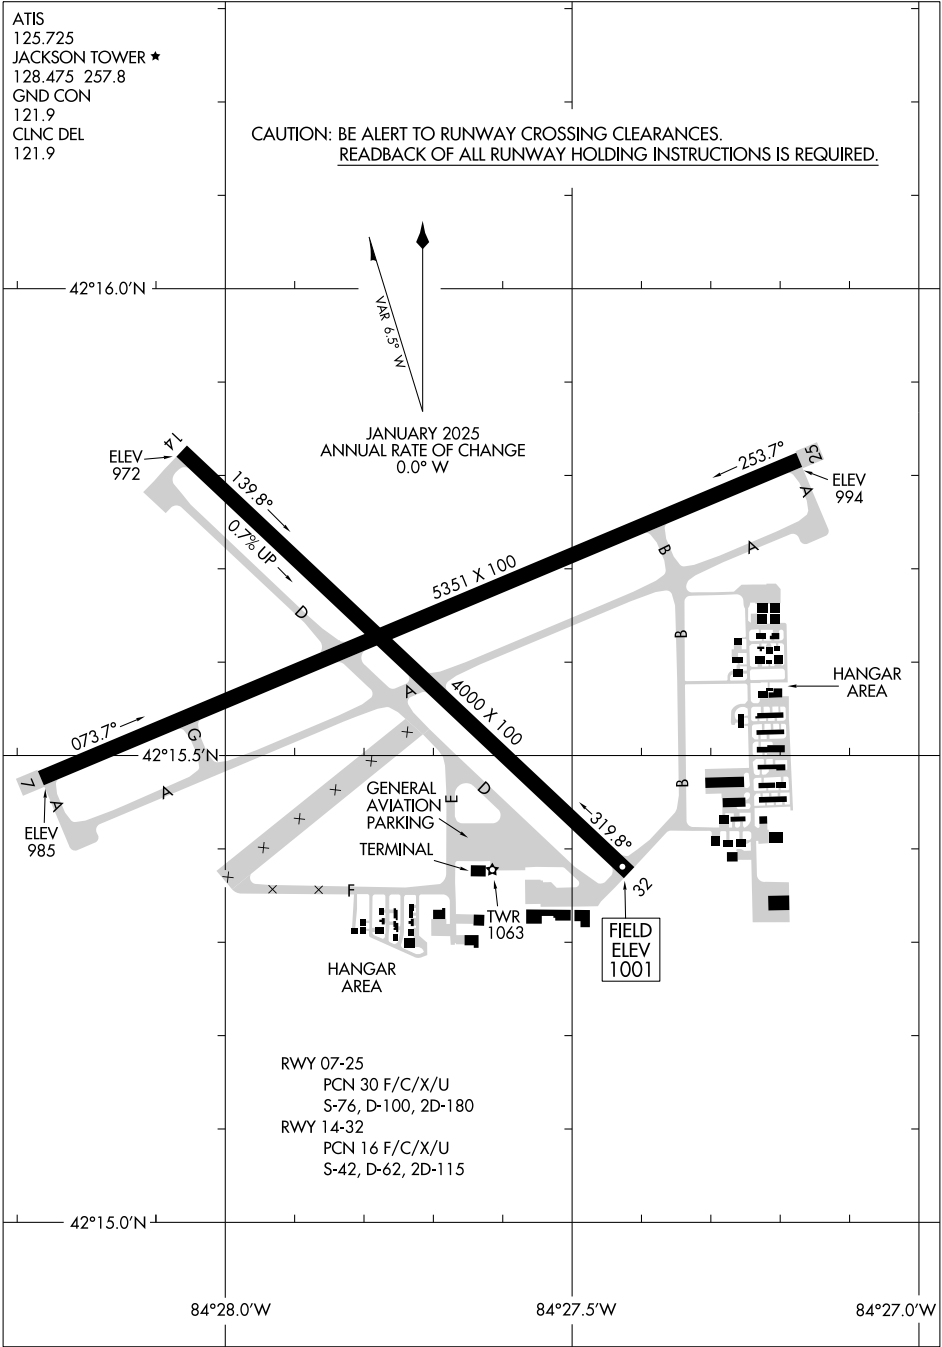 ATIS
125.725
JACKSON TOWER ★
128.475 257.8
GND CON
121.9
CLNC DEL
121.9
CAUTION: BE ALERT TO RUNWAY CROSSING CLEARANCES.
READBACK OF ALL RUNWAY HOLDING INSTRUCTIONS IS REQUIRED.
42°16.0'N
VAR 6.5° W
JANUARY 2025
ANNUAL RATE OF CHANGE
0.0° W
14
ELEV
972
139.8°
0.7% UP
253.7°
25
ELEV
994
A
B
A
5351 X 100
D
B
A
4000 X 100
HANGAR
AREA
073.7°
G
42°15.5'N
7
A
A
ELEV
985
GENERAL
AVIATION
PARKING
E
D
B
319.8°
TERMINAL
F
32
TWR
1063
FIELD
ELEV
1001
HANGAR
AREA
RWY 07-25
PCN 30 F/C/X/U
S-76, D-100, 2D-180
RWY 14-32
PCN 16 F/C/X/U
S-42, D-62, 2D-115
42°15.0'N
84°28.0'W
84°27.5'W
84°27.0'W